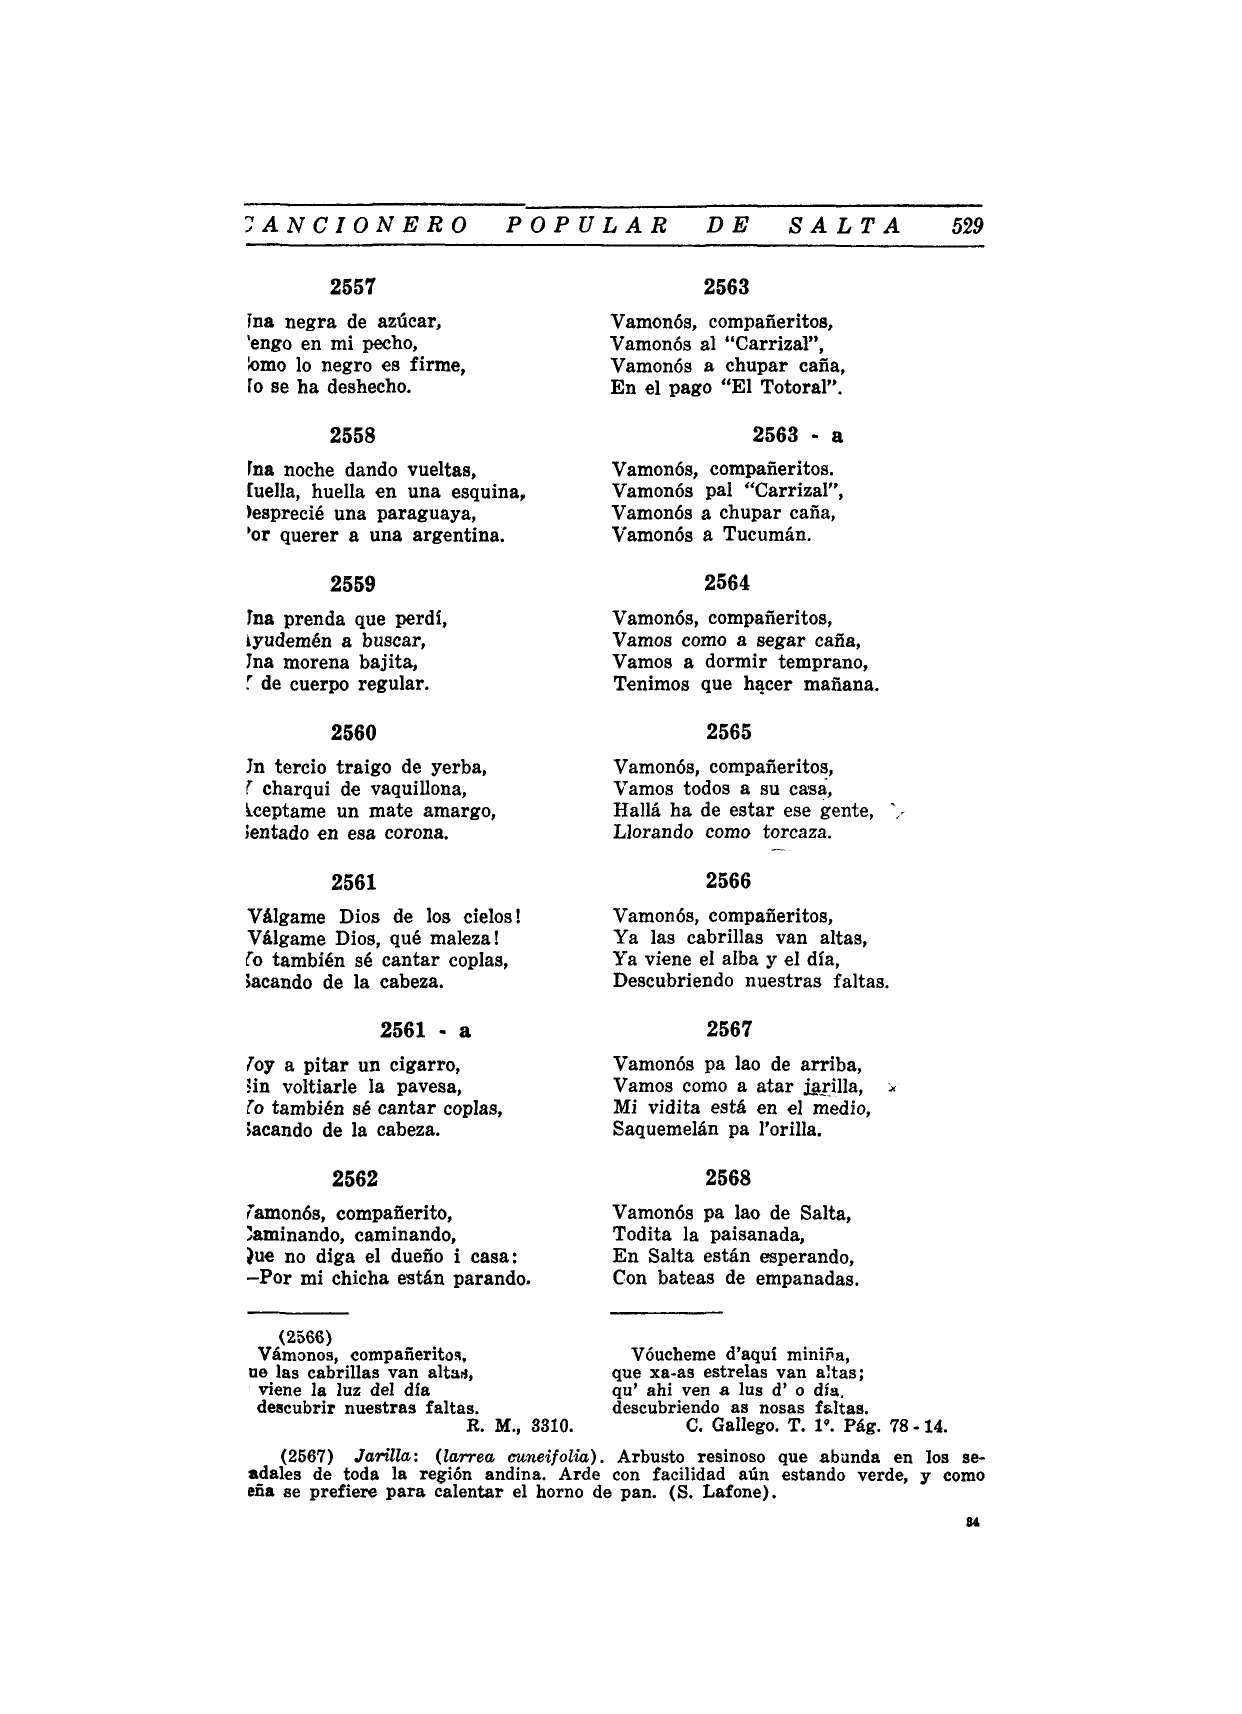 CANCIONERO POPULAR DE SALTA 529
2557
Una negra de azúcar,
Tengo en mi pecho,
Como lo negro es firme,
No se ha deshecho.
2558
Una noche dando vueltas,
Huella, huella en una esquina,
Desprecié una paraguaya,
Por querer a una argentina.
2559
Una prenda que perdí,
Ayudemén a buscar,
Una morena bajita,
Y de cuerpo regular.
2560
Un tercio traigo de yerba,
Y charqui de vaquillona,
Aceptame un mate amargo,
Sentado en esa corona.
2561
Válgame Dios de los cielos!
Válgame Dios, qué maleza!
Yo también sé cantar coplas,
Sacando de la cabeza.
2561 - a
Voy a pitar un cigarro,
Sin voltiarle la pavesa,
Yo también sé cantar coplas,
Sacando de la cabeza.
2562
Vamonós, compañerito,
Caminando, caminando,
Que no diga el dueño i casa:
—Por mi chicha están parando.
2563
Vamonós, compañeritos,
Vamonós al “Carrizal”,
Vamonós a chupar caña,
En el pago “El Totoral”.
2563 - a
Vamonós, compañeritos.
Vamonós pal “Carrizal”,
Vamonós a chupar caña,
Vamonós a Tucumán.
2564
Vamonós, compañeritos,
Vamos como a segar caña,
Vamos a dormir temprano,
Tenimos que hacer mañana.
2565
Vamonós, compañeritos,
Vamos todos a su casa,
Hallá ha de estar ese gente,
Llorando como torcaza.
2566
Vamonós, compañeritos,
Ya las cabrillas van altas,
Ya viene el alba y el día,
Descubriendo nuestras faltas.
2567
Vamonós pa lao de arriba,
Vamos como a atar jarilla,
Mi vidita está en el medio,
Saquemelán pa l'orilla.
2568
Vamonós pa lao de Salta,
Todita la paisanada,
En Salta están esperando,
Con bateas de empanadas.
(2566)
Vámonos, compañeritos,
ue las cabrillas van altas,
viene la luz del día
descubrir nuestras faltas.
R. M., 3310.
Vóucheme d'aquí miniña,
que xa-as estrelas van altas;
qu' ahi ven a lus d' o día.
descubriendo as nosas faltas.
C. Gallego. T. 1º. Pág. 78-14.
(2567) Jarilla: (larrea cuneifolia). Arbusto resinoso que abunda en los se-
adales de toda la región andina. Arde con facilidad aún estando verde, y como
eña se prefiere para calentar el horno de pan. (S. Lafone).
34